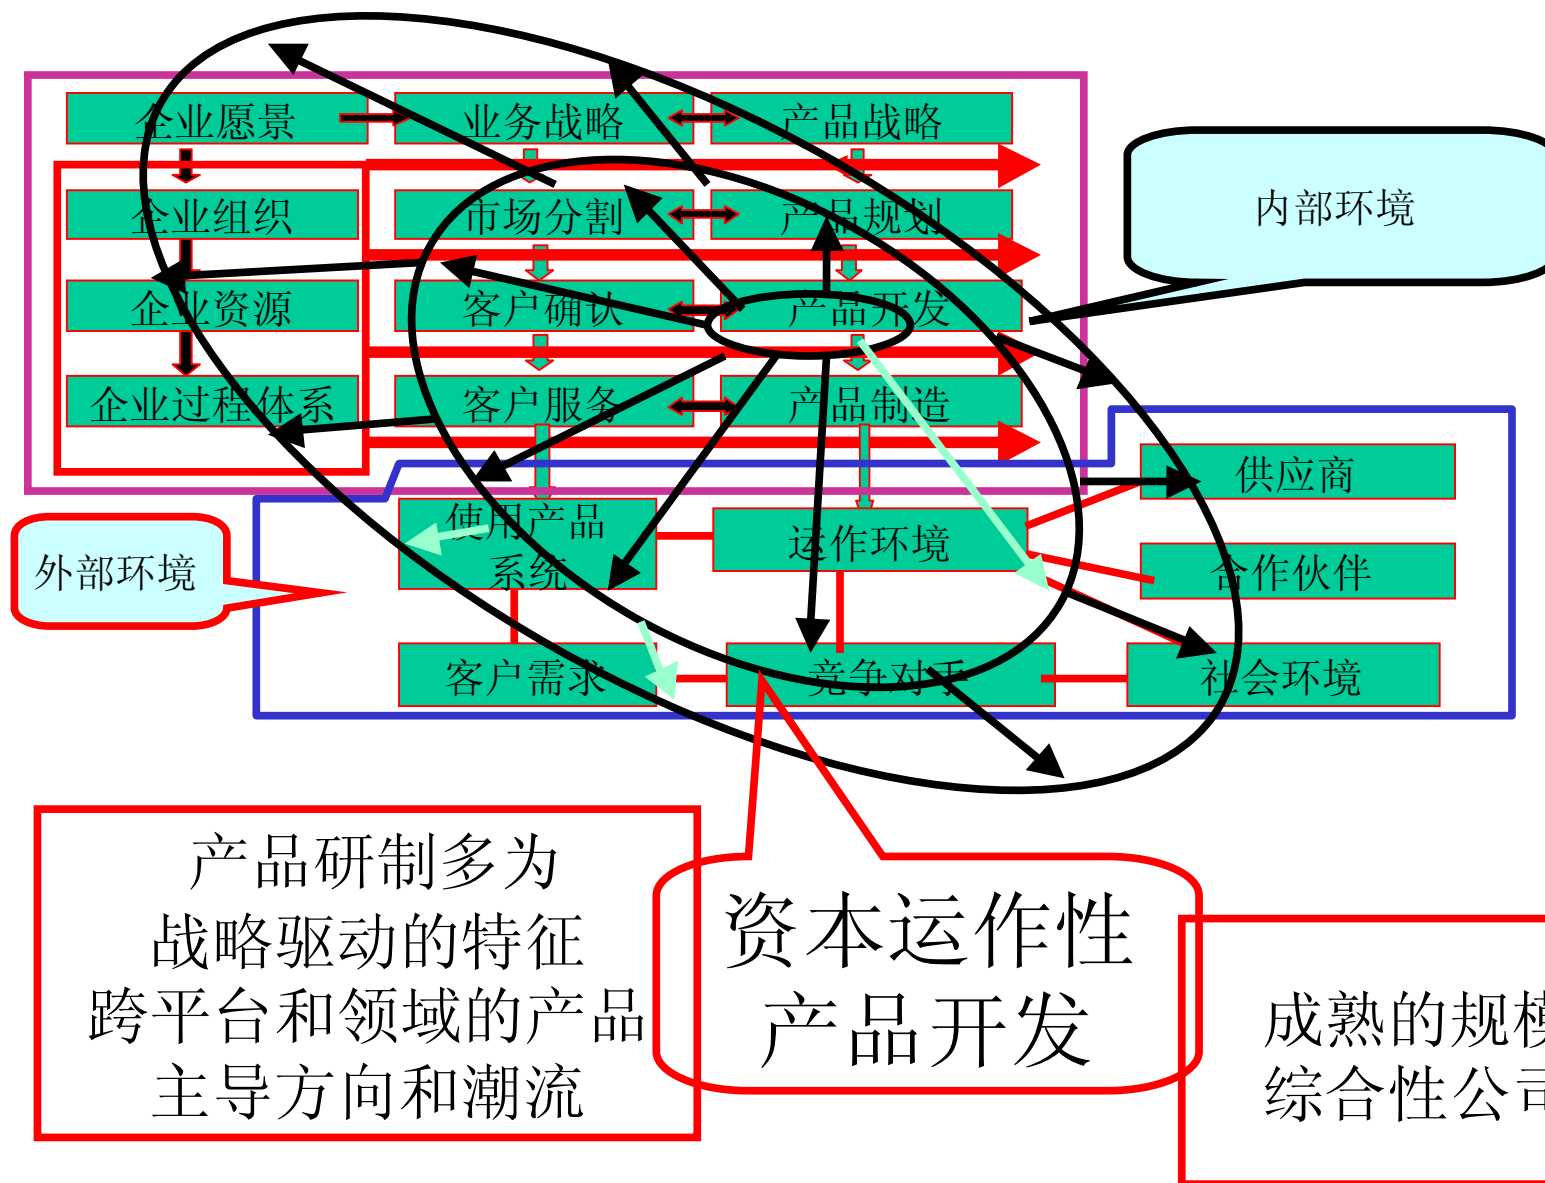 企业愿景
业务战略
产品战略
企业组织
市场分割
产品规划
内部环境
企业资源
客户确认
产品开发
企业过程体系
客户服务
产品制造
供应商
使用产品
系统
运作环境
合作伙伴
外部环境
客户需求
竞争对手
社会环境
产品研制多为
战略驱动的特征
跨平台和领域的产品
主导方向和潮流
资本运作性
产品开发
成熟的规模
综合性公司